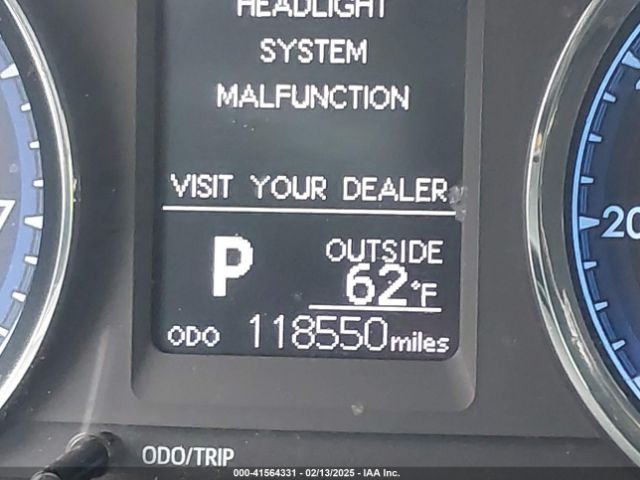 HEADLIGHT
SYSTEM
MALFUNCTION
VISIT YOUR DEALER
P
OUTSIDE
62°F
ODO 118550 miles
7
20
ODO/TRIP
000-41564331 - 02/13/2025 - IAA Inc.